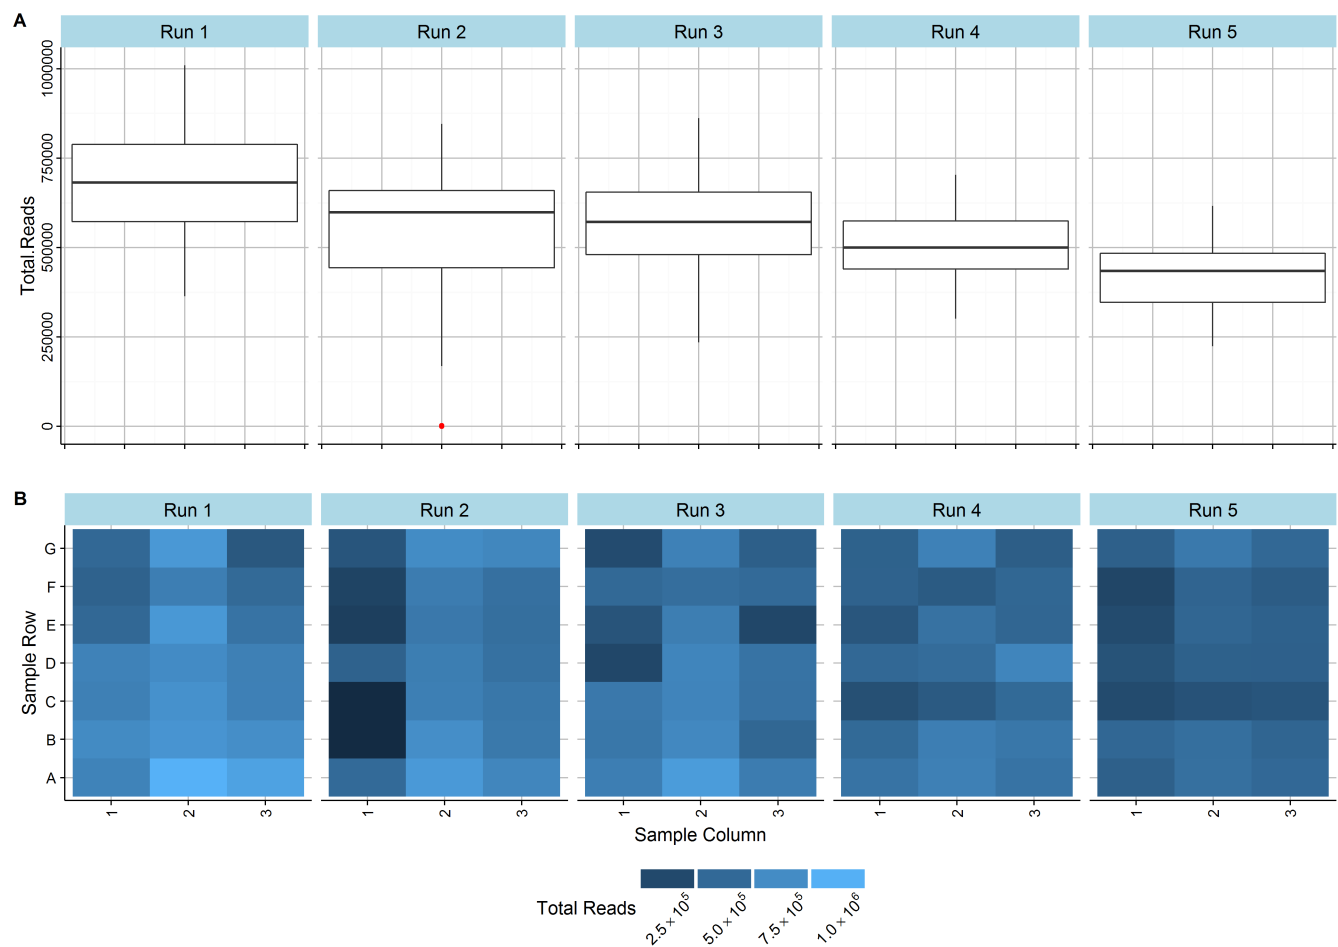 A
Run 1 Run 2 Run 3 Run 4 Run 5
Total.Reads
1000000
750000
500000
250000
0
B
Run 1 Run 2 Run 3 Run 4 Run 5
Sample Row
G
F
E
D
C
B
A
1 2 3 1 2 3 1 2 3 1 2 3 1 2 3
Sample Column
Total Reads
2.5 × 10⁵ 5.0 × 10⁵ 7.5 × 10⁵ 1.0 × 10⁶